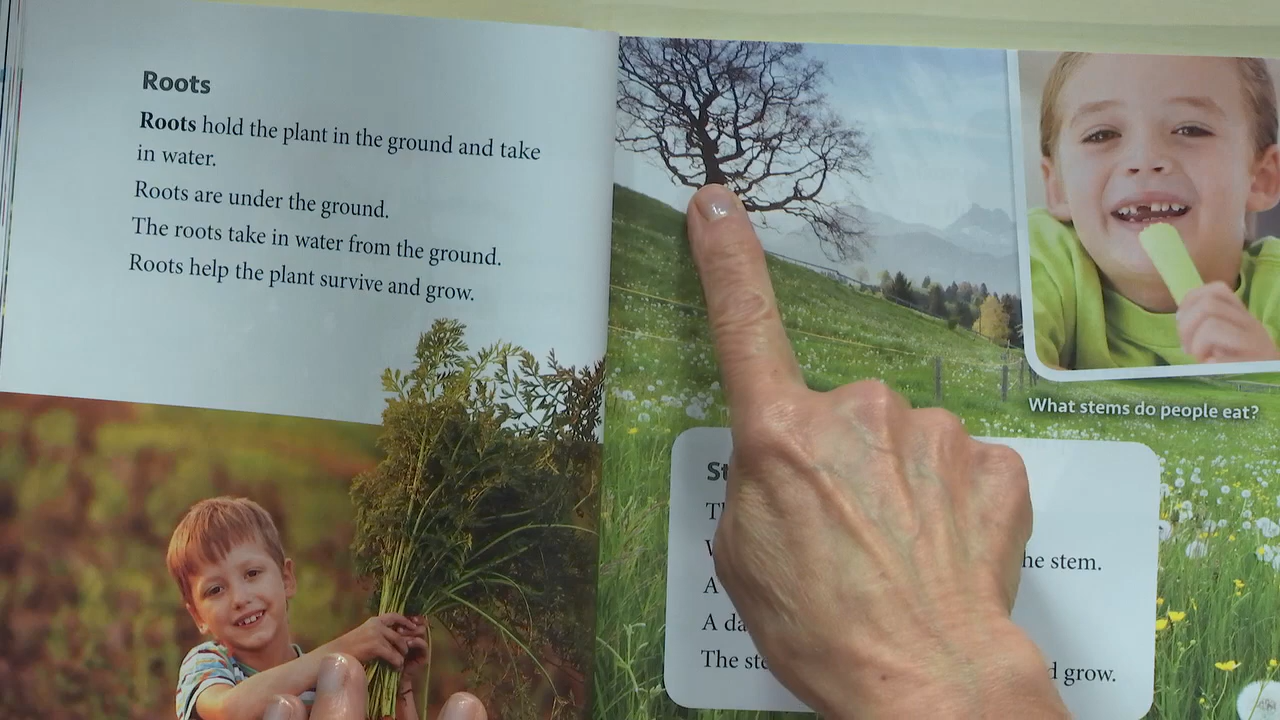 Roots
Roots hold the plant in the ground and take
in water.
Roots are under the ground.
The roots take in water from the ground.
Roots help the plant survive and grow.
What stems do people eat?
he stem.
A
A da
The ste
d grow.